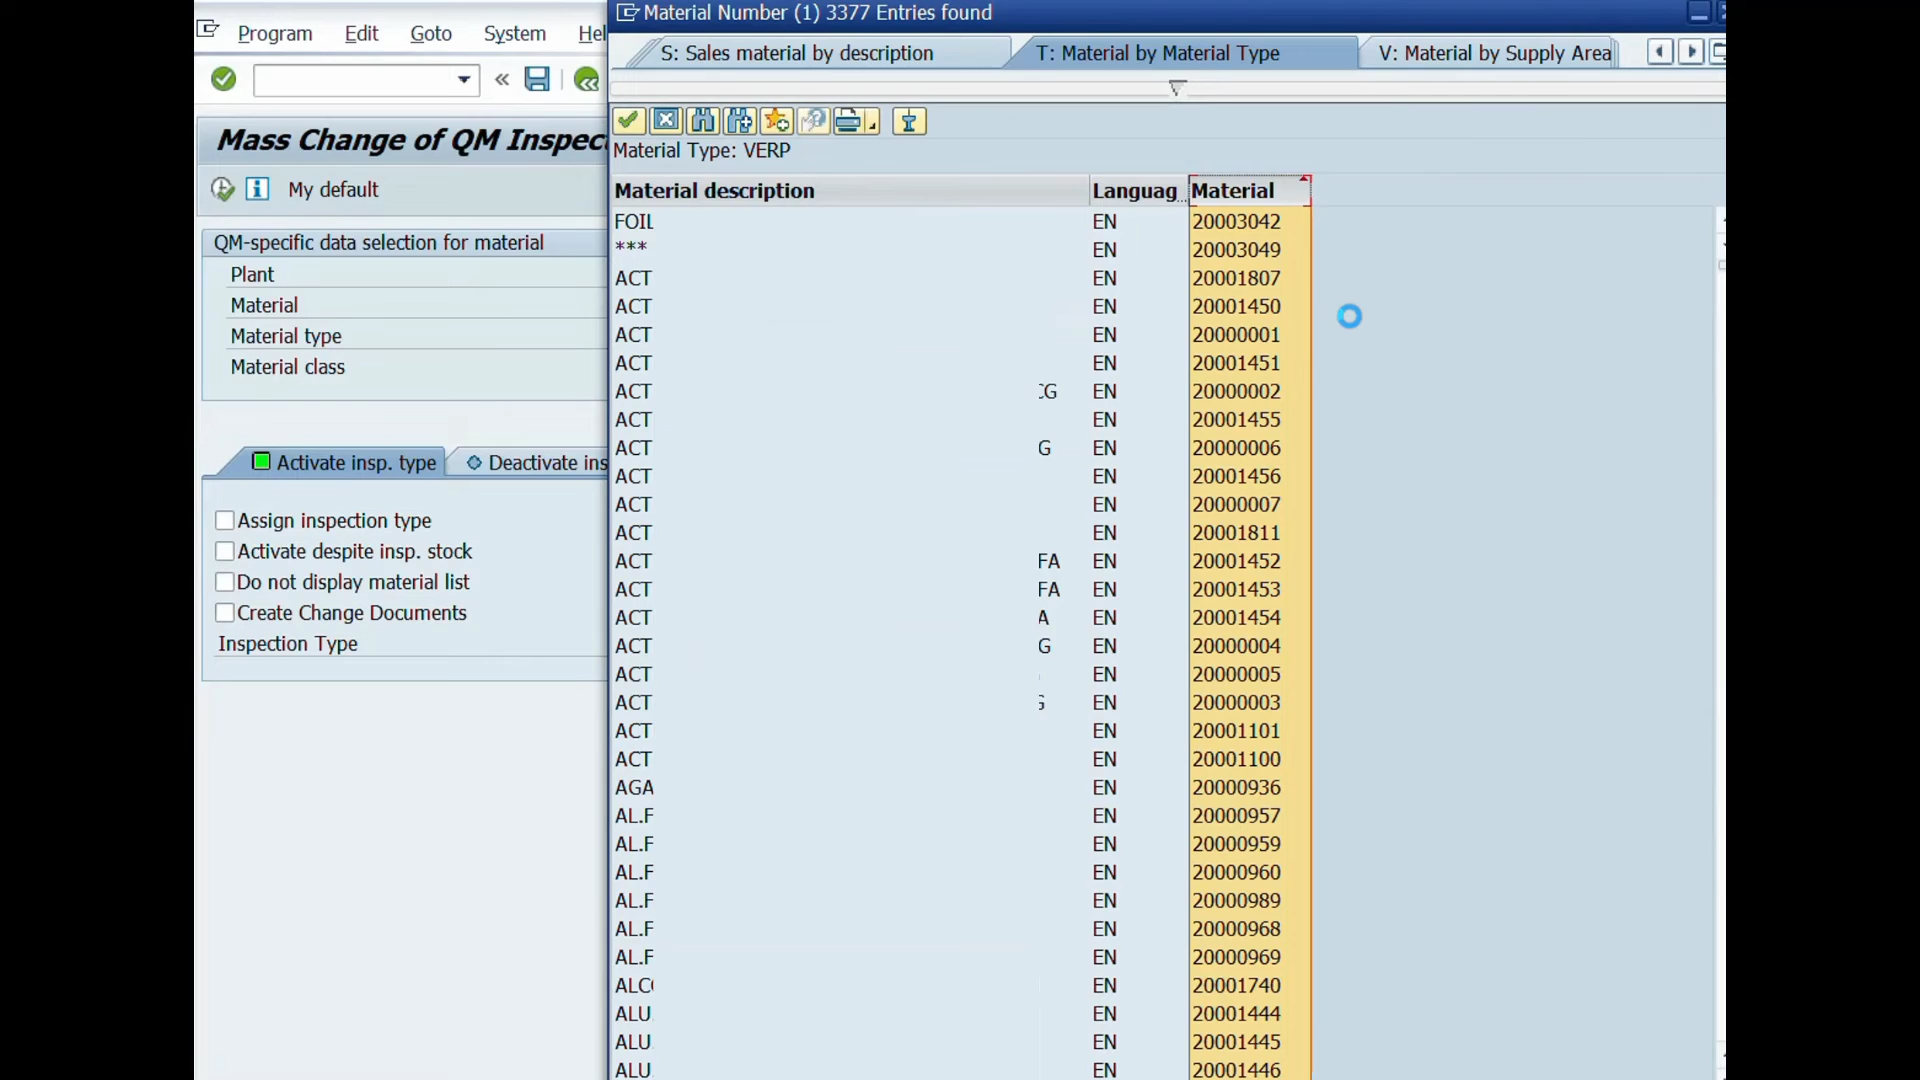 Program Edit Goto System Hel
Mass Change of QM Inspec
My default
QM-specific data selection for material
Plant
Material
Material type
Material class
Activate insp. type
Deactivate ins
Assign inspection type
Activate despite insp. stock
Do not display material list
Create Change Documents
Inspection Type
Material Number (1) 3377 Entries found
S: Sales material by description
T: Material by Material Type
V: Material by Supply Area
Material Type: VERP
Material description Languag.. Material
FOIL EN 20003042
*** EN 20003049
ACT EN 20001807
ACT EN 20001450
ACT EN 20000001
ACT EN 20001451
ACT CG EN 20000002
ACT EN 20001455
ACT G EN 20000006
ACT EN 20001456
ACT EN 20000007
ACT EN 20001811
ACT FA EN 20001452
ACT FA EN 20001453
ACT A EN 20001454
ACT G EN 20000004
ACT EN 20000005
ACT G EN 20000003
ACT EN 20001101
ACT EN 20001100
AGA EN 20000936
AL.F EN 20000957
AL.F EN 20000959
AL.F EN 20000960
AL.F EN 20000989
AL.F EN 20000968
AL.F EN 20000969
ALC EN 20001740
ALU EN 20001444
ALU EN 20001445
ALU EN 20001446